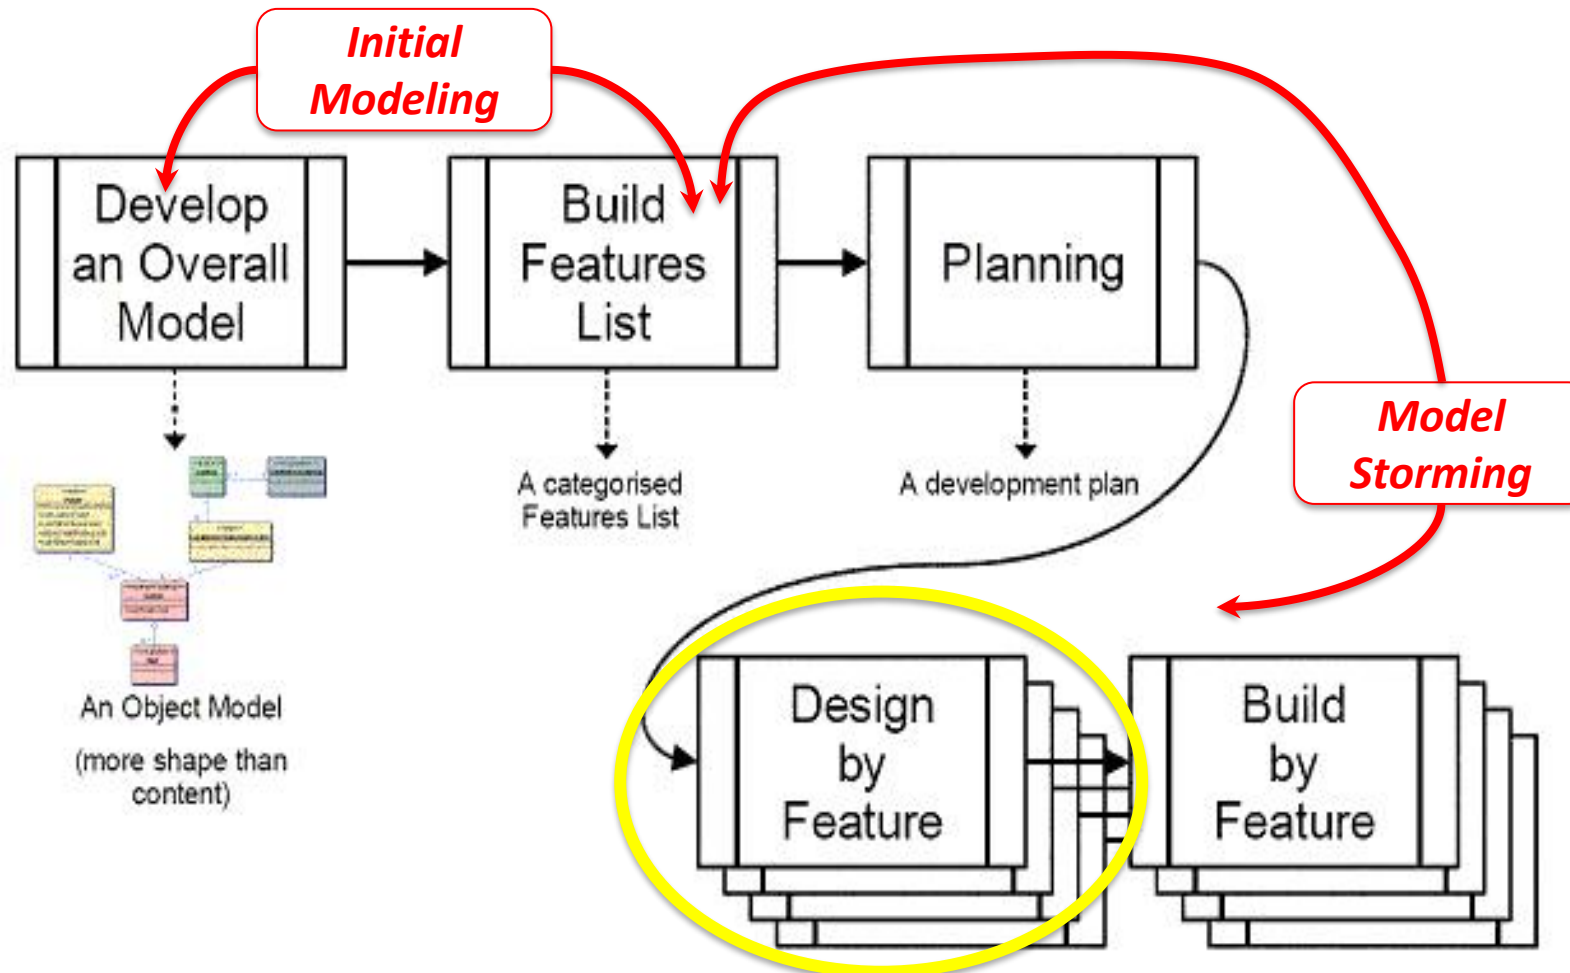 Initial
Modeling
Develop
an Overall
Model
Build
Features
List
Planning
Model
Storming
A categorised
Features List
A development plan
An Object Model
(more shape than
content)
Design
by
Feature
Build
by
Feature